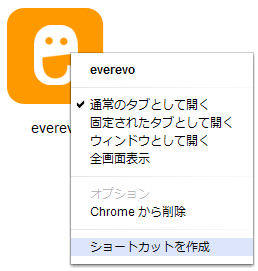 everevo
everev
✔通常のタブとして開く
固定されたタブとして開く
ウィンドウとして開く
全画面表示
オプション
Chrome から削除
ショートカットを作成